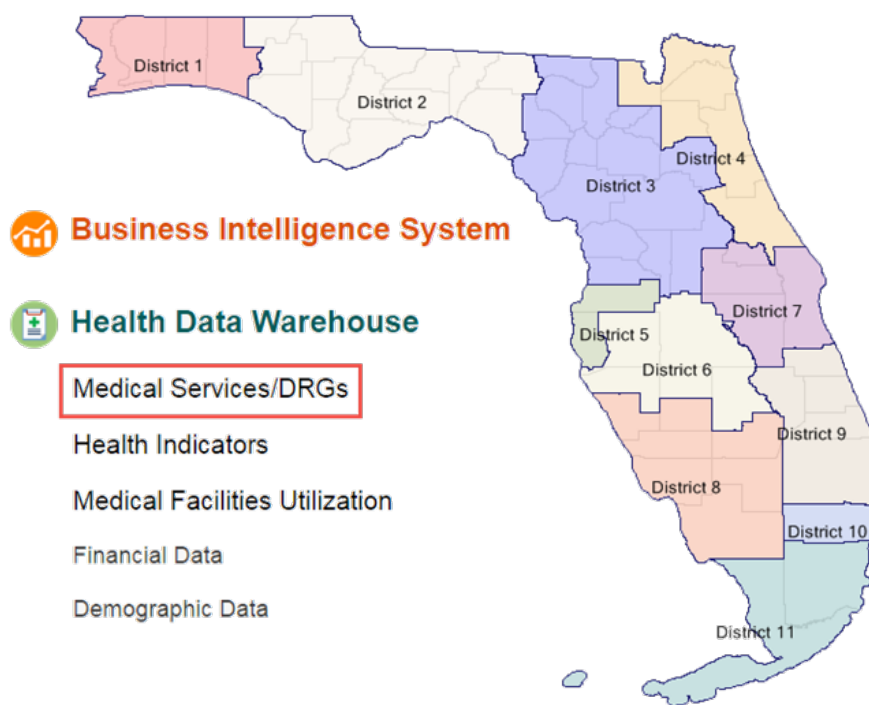 District 1
District 2
District 3
District 4
Business Intelligence System
Health Data Warehouse
District 5
District 7
District 6
Medical Services/DRGs
Health Indicators
District 9
Medical Facilities Utilization
District 8
District 10
Financial Data
Demographic Data
District 11